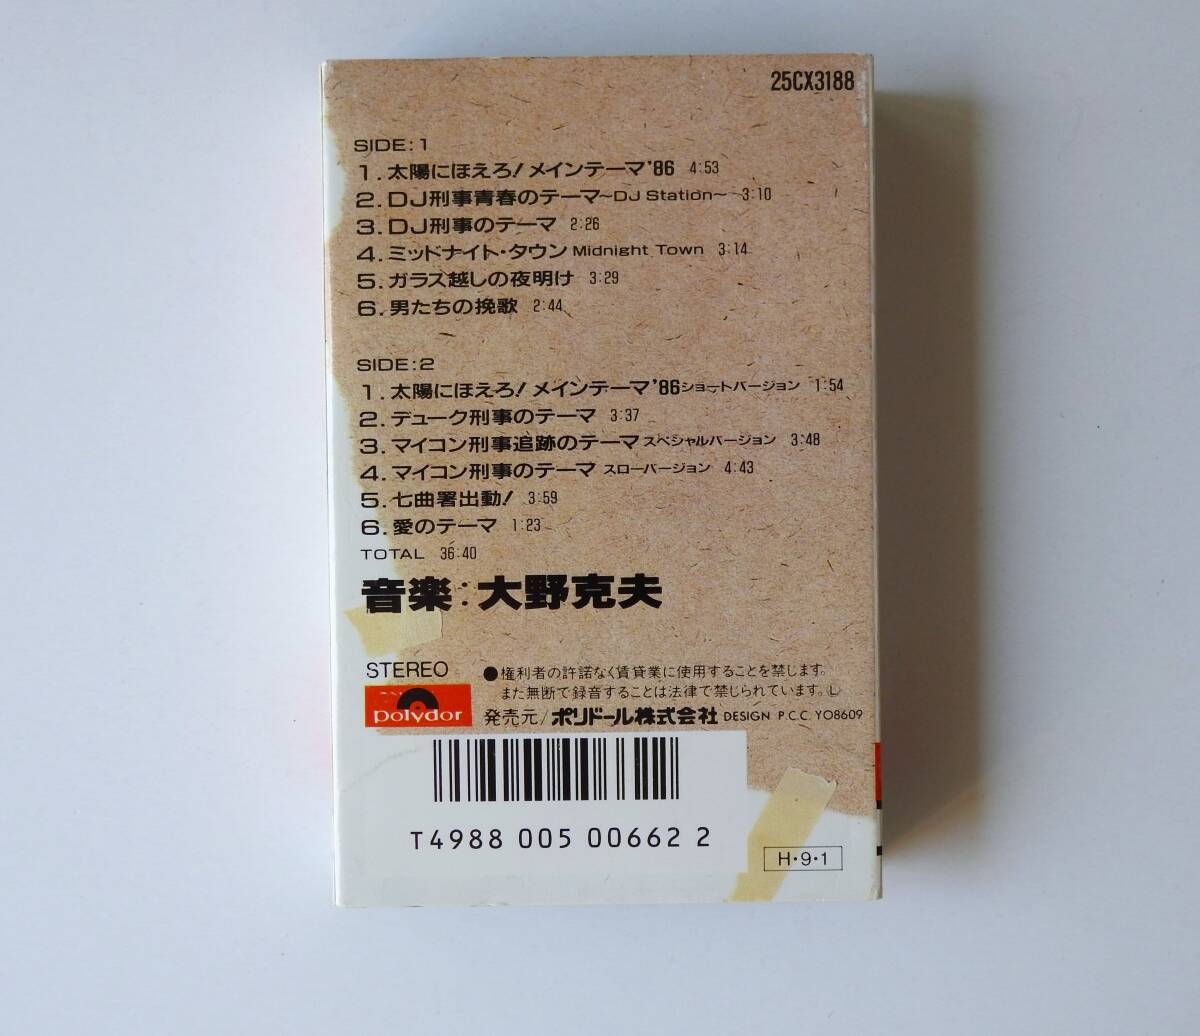 25CX3188
SIDE:1
1.太陽にほえろ!メインテーマ'86 4:53
2.DJ刑事青春のテーマ〜DJ Station〜 3:10
3.DJ刑事のテーマ 2:26
4.ミッドナイト・タウン Midnight Town 3:14
5.ガラス越しの夜明け 3:29
6.男たちの挽歌 2:44
SIDE:2
1.太陽にほえろ!メインテーマ'86ショートバージョン 1:54
2.デューク刑事のテーマ 3:37
3.マイコン刑事追跡のテーマ スペシャルバージョン 3:48
4.マイコン刑事のテーマ スローバージョン 4:43
5.七曲署出動! 3:59
6.愛のテーマ 1:23
TOTAL 36:40
音楽:大野克夫
STEREO
●権利者の許諾なく賃貸業に使用することを禁じます。
また無断で録音することは法律で禁じられています。Ⓛ
polydor
発売元/ポリドール株式会社 DESIGN P.C.C. YO8609
T4988 005 00662 2
H・9・1